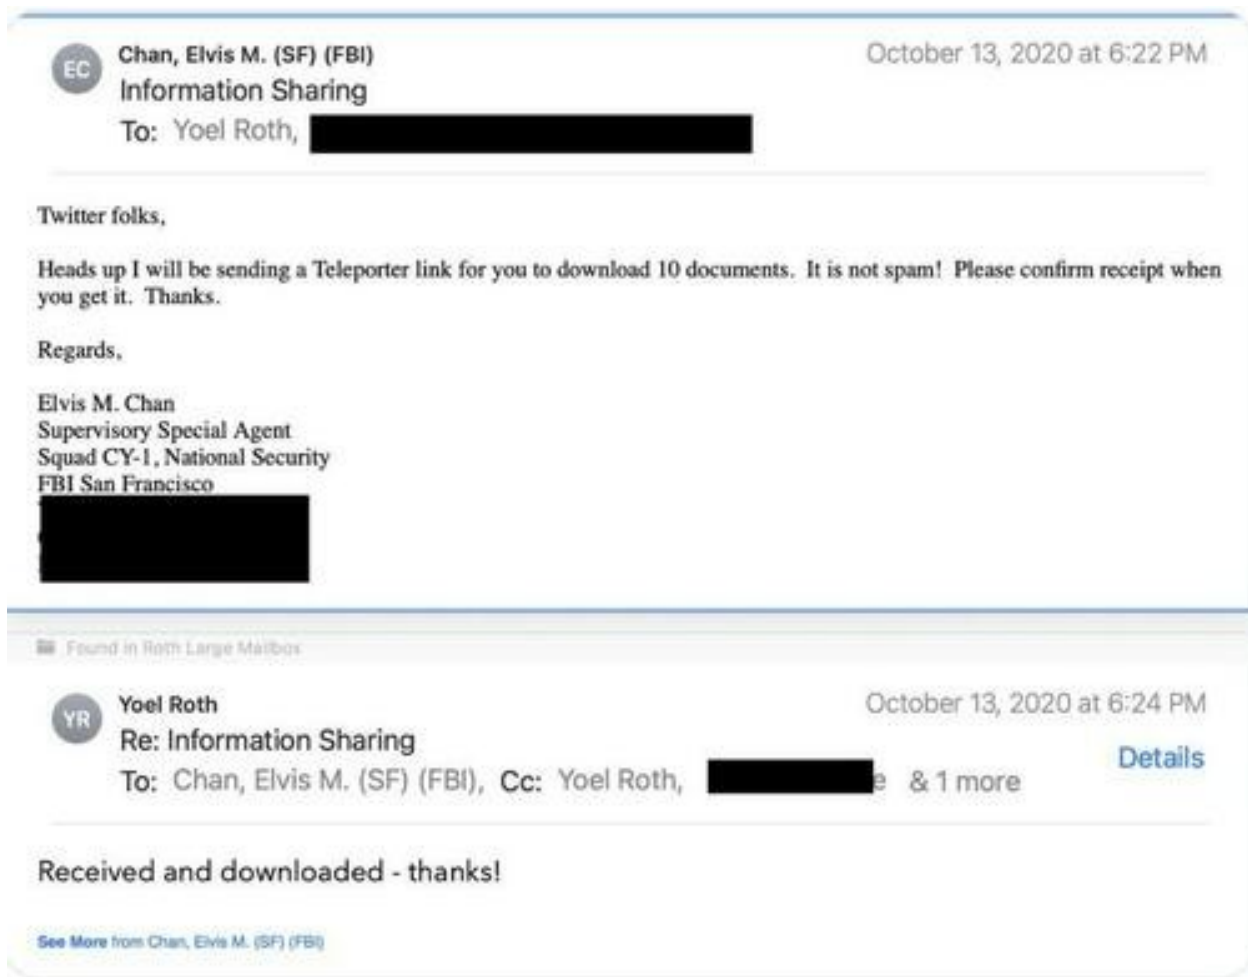 EC
Chan, Elvis M. (SF) (FBI)
October 13, 2020 at 6:22 PM
Information Sharing
To: Yoel Roth,
Twitter folks,
Heads up I will be sending a Teleporter link for you to download 10 documents. It is not spam! Please confirm receipt when
you get it. Thanks.
Regards,
Elvis M. Chan
Supervisory Special Agent
Squad CY-1, National Security
FBI San Francisco
Found in Roth Large Mailbox
YR
Yoel Roth
October 13, 2020 at 6:24 PM
Re: Information Sharing
Details
To: Chan, Elvis M. (SF) (FBI), Cc: Yoel Roth, e & 1 more
Received and downloaded - thanks!
See More from Chan, Elvis M. (SF) (FBI)